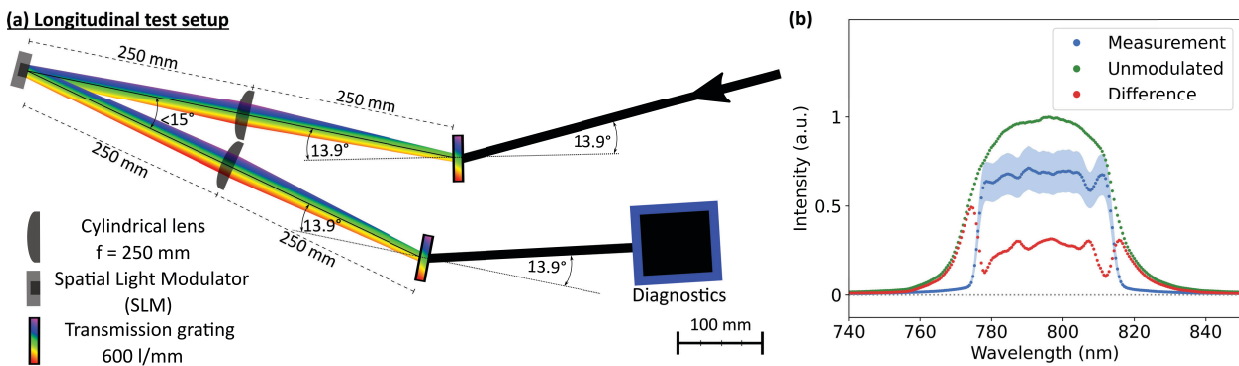 (a) Longitudinal test setup
250 mm
250 mm
<15°
13.9°
13.9°
250 mm
13.9°
250 mm
13.9°
Cylindrical lens
f = 250 mm
Spatial Light Modulator
(SLM)
Transmission grating
600 l/mm
Diagnostics
100 mm
(b)
Measurement
Unmodulated
Difference
Intensity (a.u.)
1
0.5
0
740 760 780 800 820 840
Wavelength (nm)